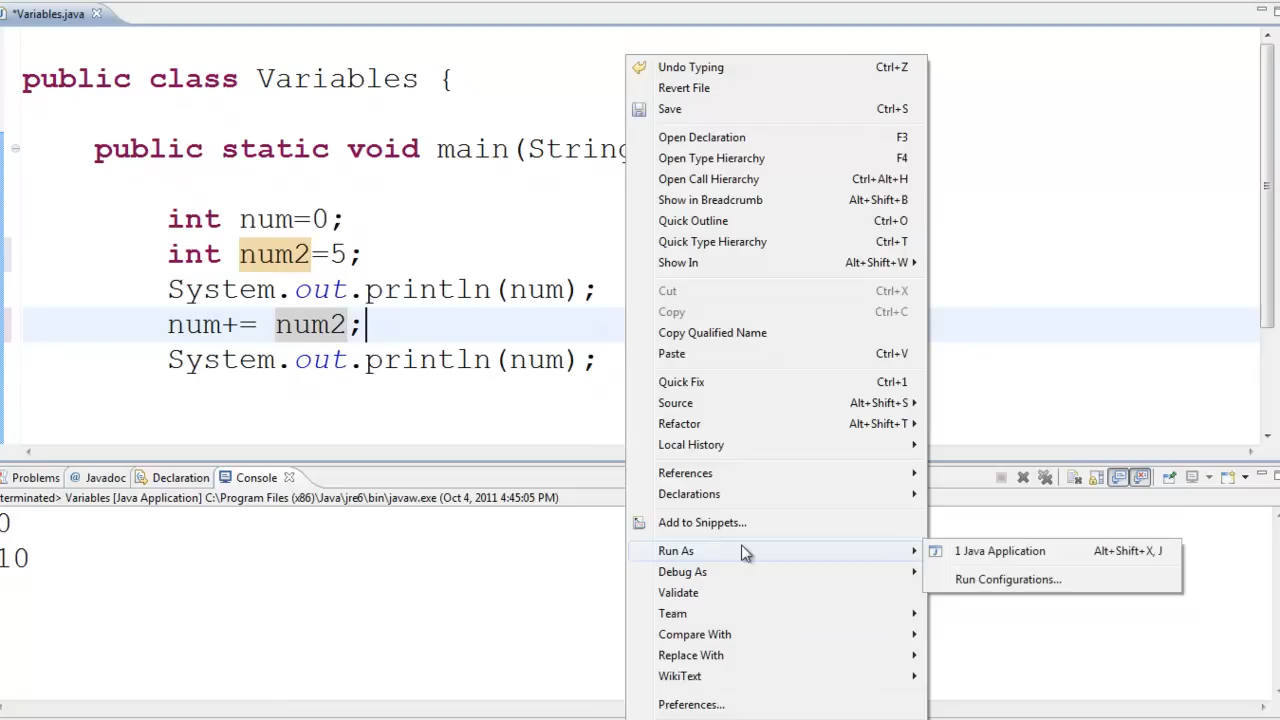 *Variables.java
public class Variables {
public static void main(String
int num=0;
int num2=5;
System.out.println(num);
num+= num2;
System.out.println(num);
Undo Typing Ctrl+Z
Revert File
Save Ctrl+S
Open Declaration F3
Open Type Hierarchy F4
Open Call Hierarchy Ctrl+Alt+H
Show in Breadcrumb Alt+Shift+B
Quick Outline Ctrl+O
Quick Type Hierarchy Ctrl+T
Show In Alt+Shift+W
Cut Ctrl+X
Copy Ctrl+C
Copy Qualified Name
Paste Ctrl+V
Quick Fix Ctrl+1
Source Alt+Shift+S
Refactor Alt+Shift+T
Local History
References
Declarations
Add to Snippets...
Run As
Debug As
Validate
Team
Compare With
Replace With
WikiText
Preferences...
1 Java Application Alt+Shift+X, J
Run Configurations...
Problems @ Javadoc Declaration Console
terminated> Variables [Java Application] C:\Program Files (x86)\Java\jre6\bin\javaw.exe (Oct 4, 2011 4:45:05 PM)
0
10